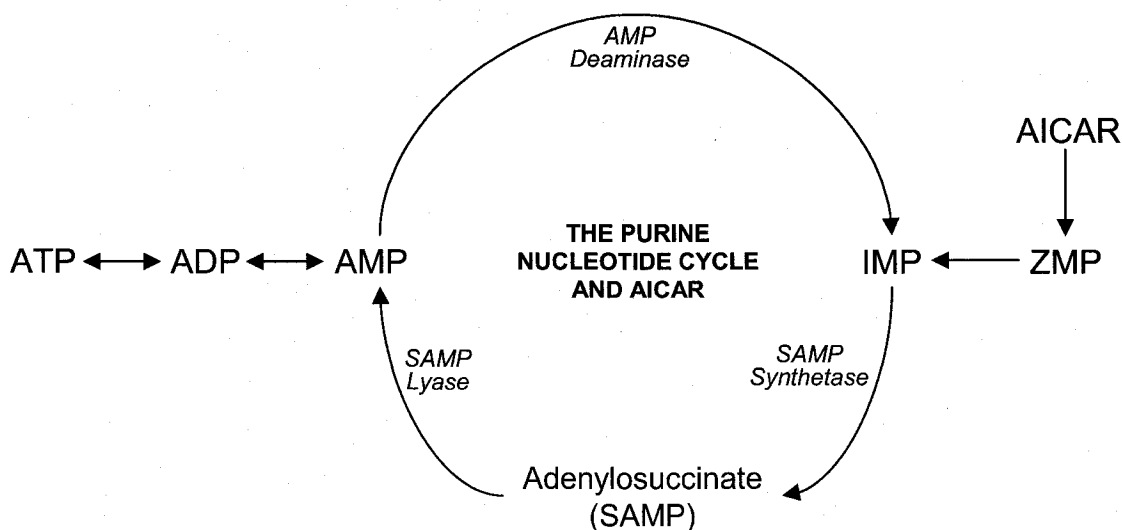 AMP
Deaminase
AICAR
THE PURINE
NUCLEOTIDE CYCLE
AND AICAR
ATP
ADP
AMP
IMP
ZMP
SAMP
Lyase
SAMP
Synthetase
Adenylosuccinate
(SAMP)